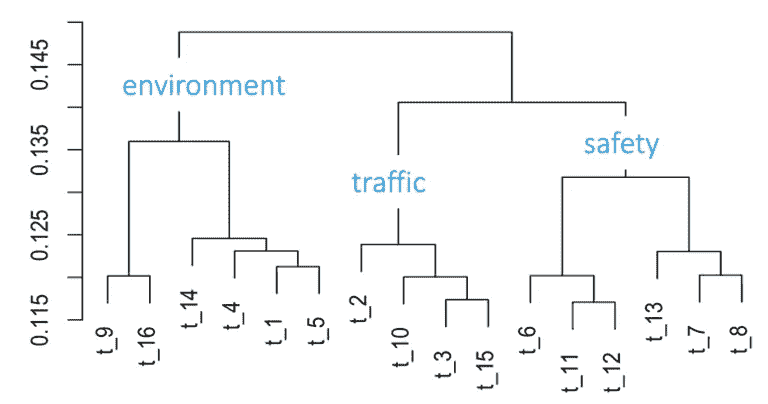 0.145
0.135
0.125
0.115
environment
traffic
safety
t_9
t_16
t_14
t_4
t_1
t_5
t_2
t_10
t_3
t_15
t_6
t_11
t_12
t_13
t_7
t_8